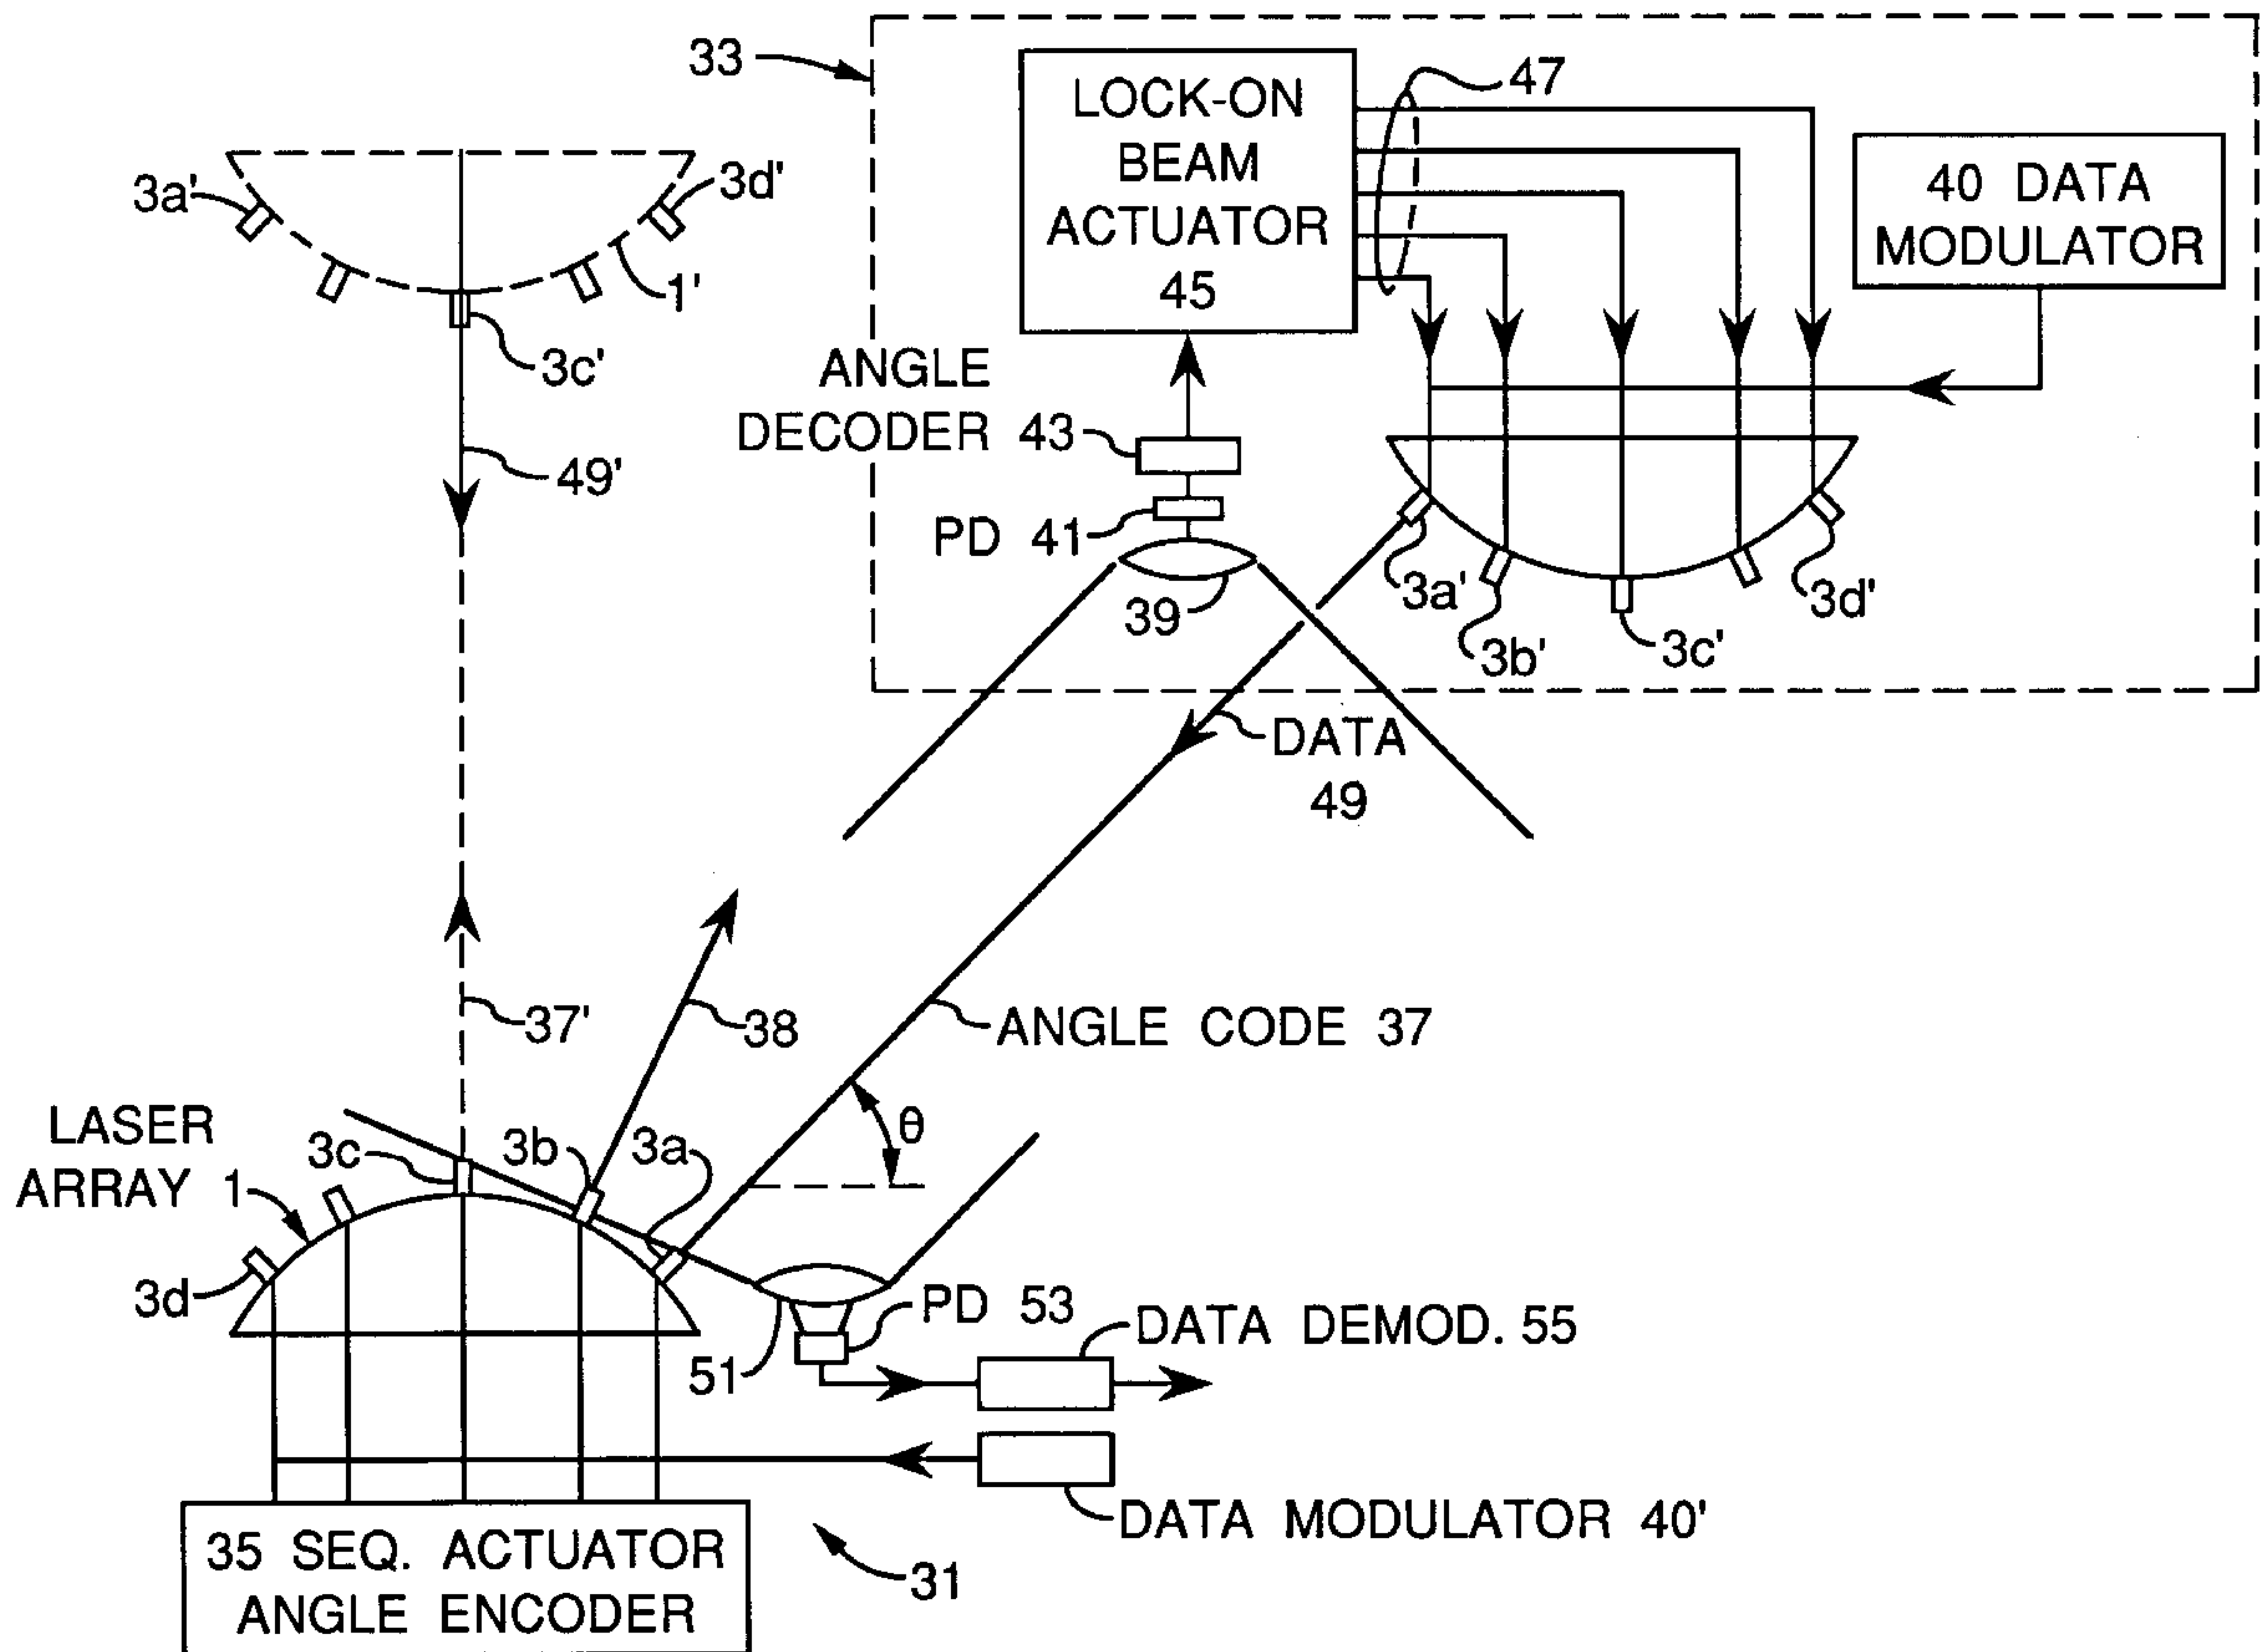 33
LOCK-ON
BEAM
ACTUATOR
45
47
40 DATA
MODULATOR
3a'
3d'
1'
3c'
49'
ANGLE
DECODER 43
PD 41
39
3a'
3b'
3c'
3d'
DATA
49
37'
38
ANGLE CODE 37
θ
LASER
ARRAY 1
3c
3b
3a
3d
51
PD 53
DATA DEMOD. 55
DATA MODULATOR 40'
35 SEQ. ACTUATOR
ANGLE ENCODER
31